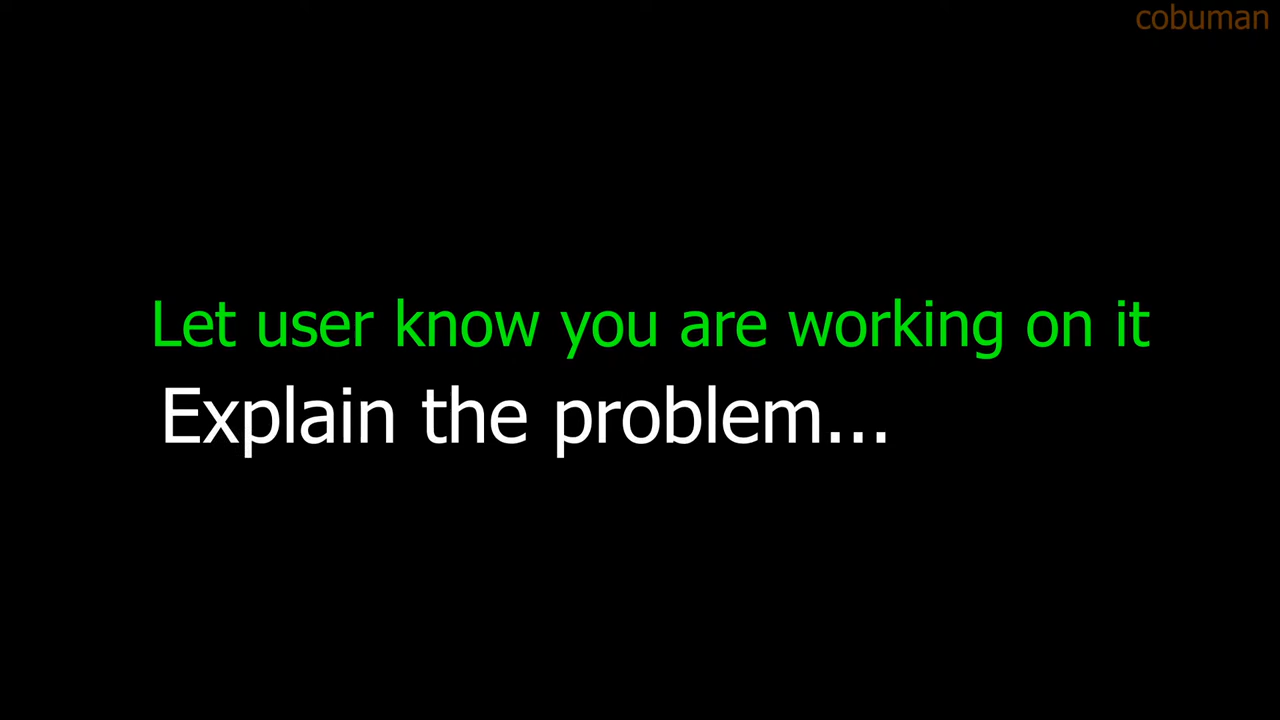 cobuman
Let user know you are working on it
Explain the problem...